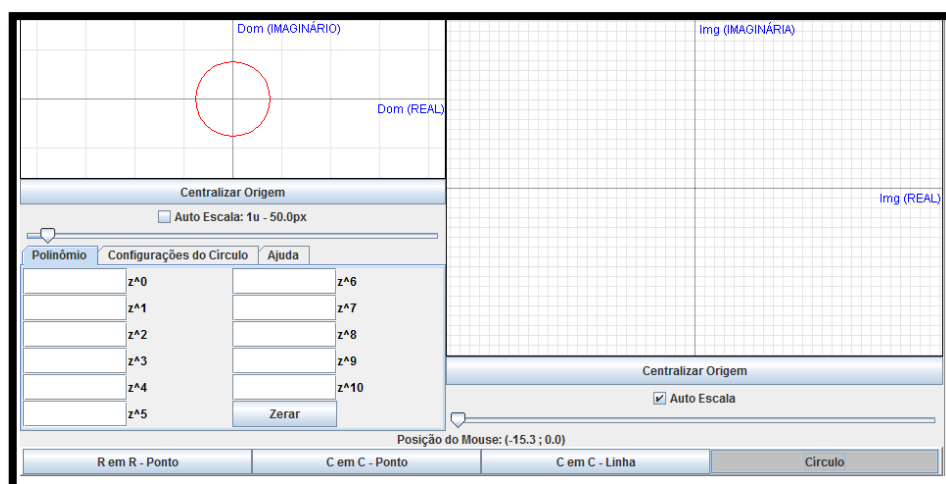 Dom (IMAGINÁRIO)
Dom (REAL)
Centralizar Origem
Auto Escala: 1u - 50.0px
Polinômio Configurações do Círculo Ajuda
z^0 z^6
z^1 z^7
z^2 z^8
z^3 z^9
z^4 z^10
z^5 Zerar
Img (IMAGINÁRIA)
Img (REAL)
Centralizar Origem
Auto Escala
Posição do Mouse: (-15.3 ; 0.0)
R em R - Ponto C em C - Ponto C em C - Linha Círculo